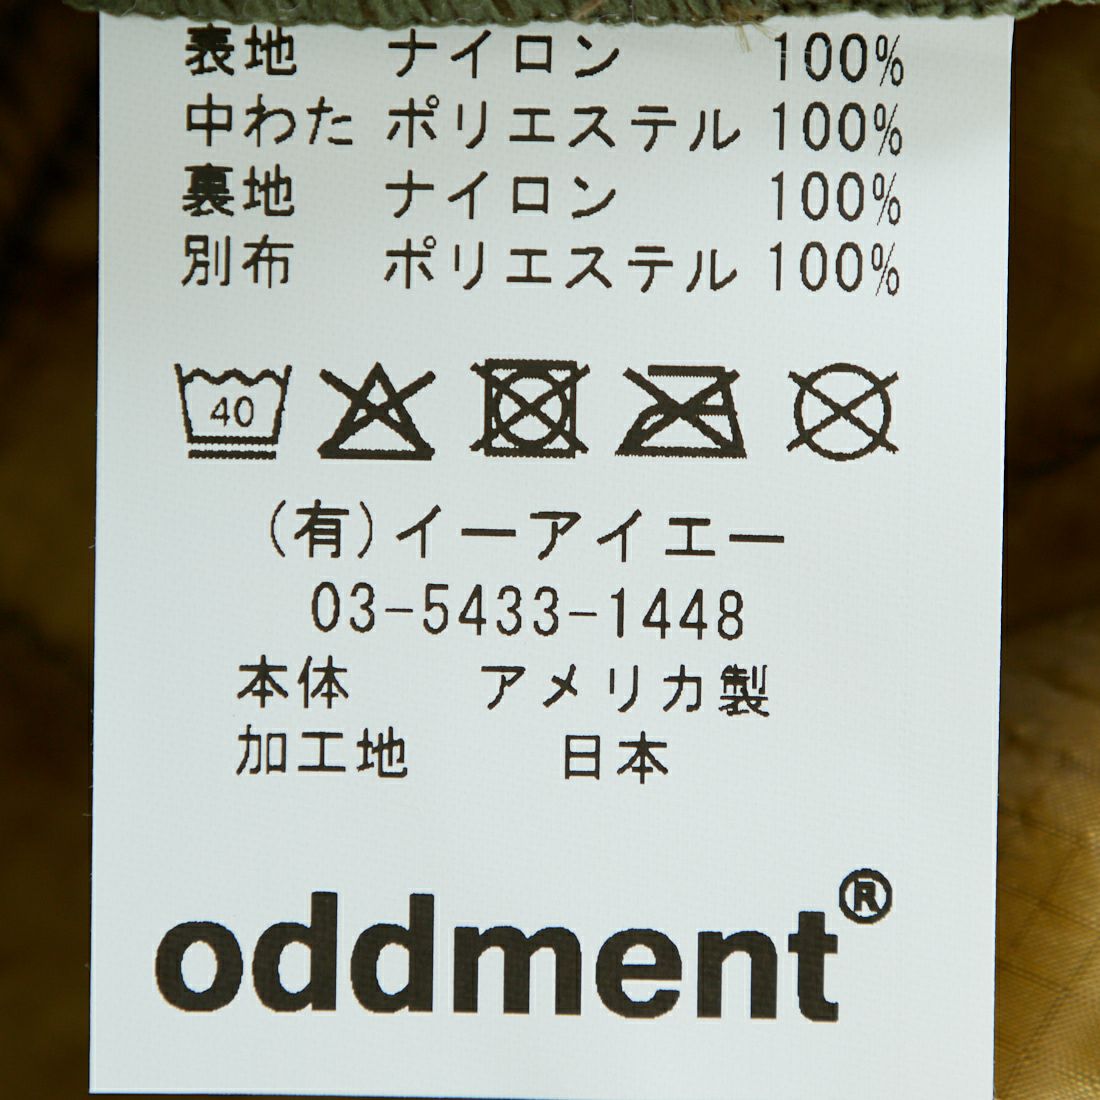 表地 ナイロン 100%
中わた ポリエステル 100%
裏地 ナイロン 100%
別布 ポリエステル 100%
40
(有)イーアイエー
03-5433-1448
本体 アメリカ製
加工地 日本
oddment®